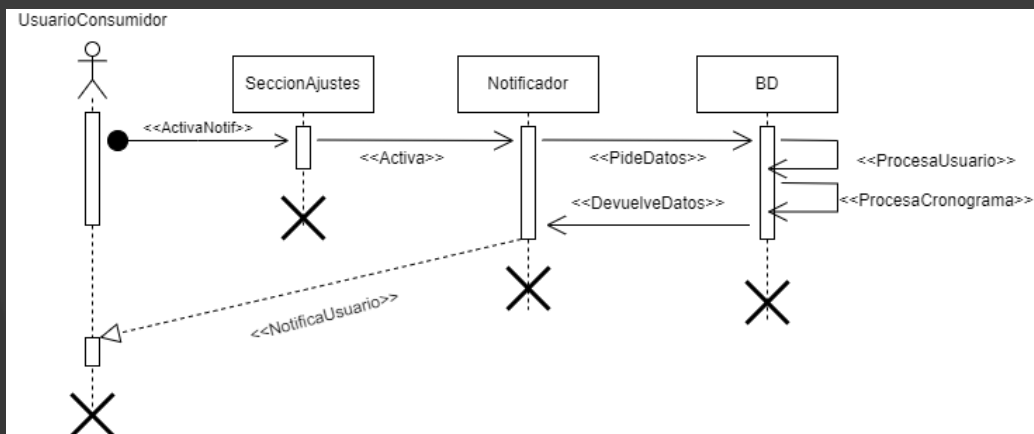 UsuarioConsumidor
SeccionAjustes
Notificador
BD
<<ActivaNotif>>
<<Activa>>
<<PideDatos>>
<<ProcesaUsuario>>
<<DevuelveDatos>>
<<ProcesaCronograma>>
<<NotificaUsuario>>